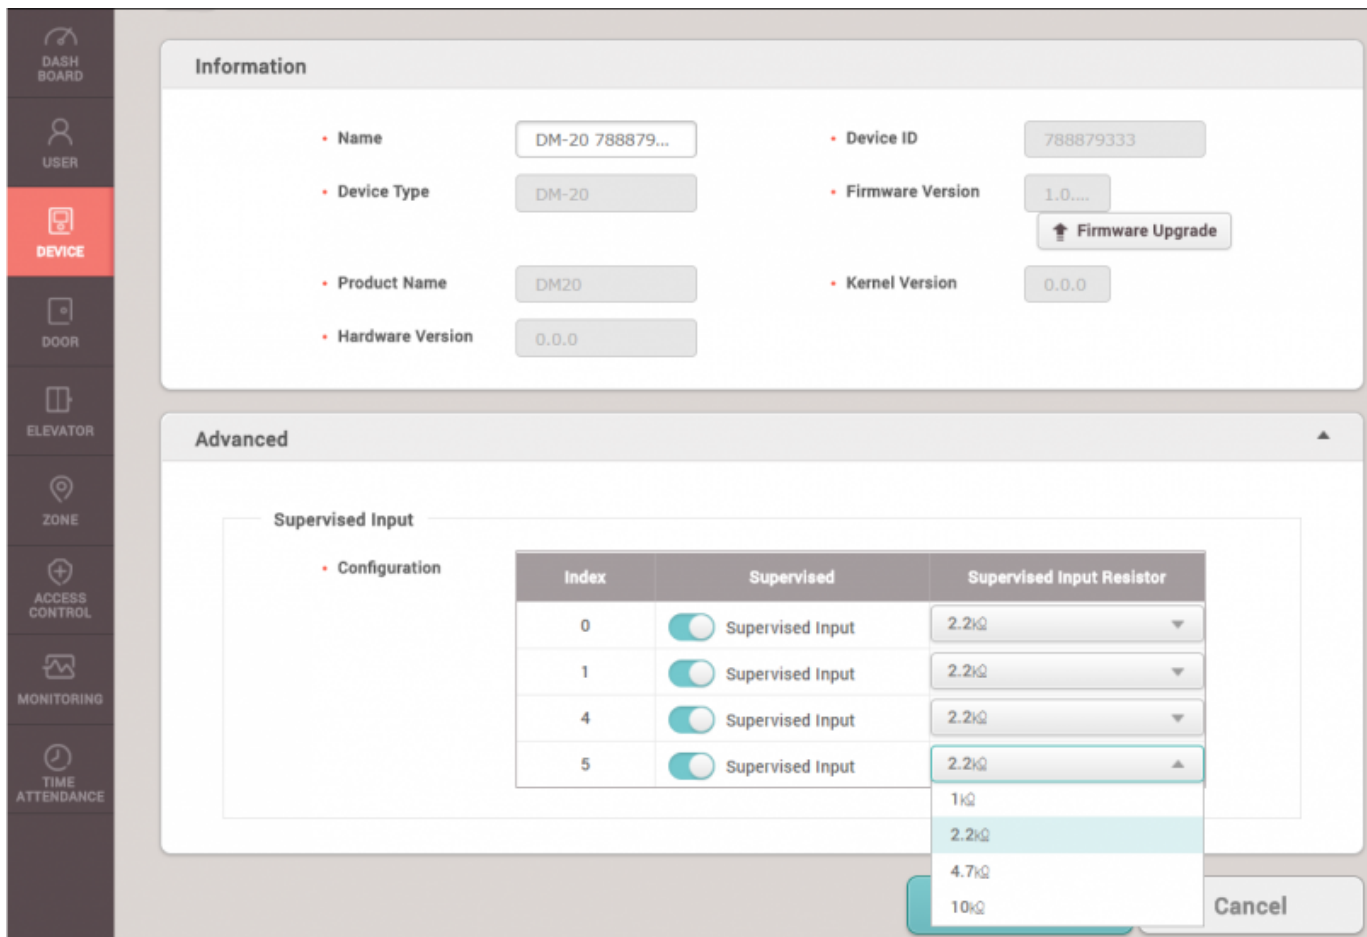 DASH
BOARD
USER
DEVICE
DOOR
ELEVATOR
ZONE
ACCESS
CONTROL
MONITORING
TIME
ATTENDANCE
Information
• Name DM-20 788879... • Device ID 788879333
• Device Type DM-20 • Firmware Version 1.0....
Firmware Upgrade
• Product Name DM20 • Kernel Version 0.0.0
• Hardware Version 0.0.0
Advanced
Supervised Input
• Configuration
Index Supervised Supervised Input Resistor
0 Supervised Input 2.2kΩ
1 Supervised Input 2.2kΩ
4 Supervised Input 2.2kΩ
5 Supervised Input 2.2kΩ
1kΩ
2.2kΩ
4.7kΩ
10kΩ
Cancel